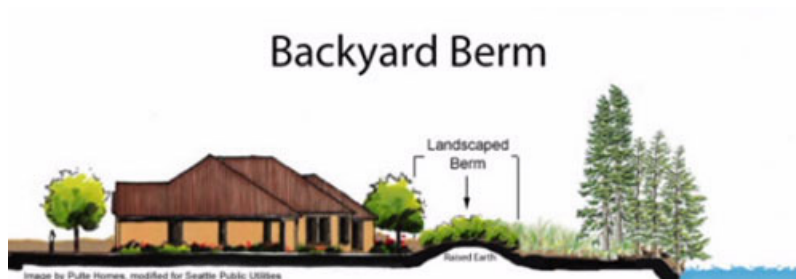 Backyard Berm
Landscaped
Berm
Raised Earth
Image by Pulte Homes, modified for Seattle Public Utilities